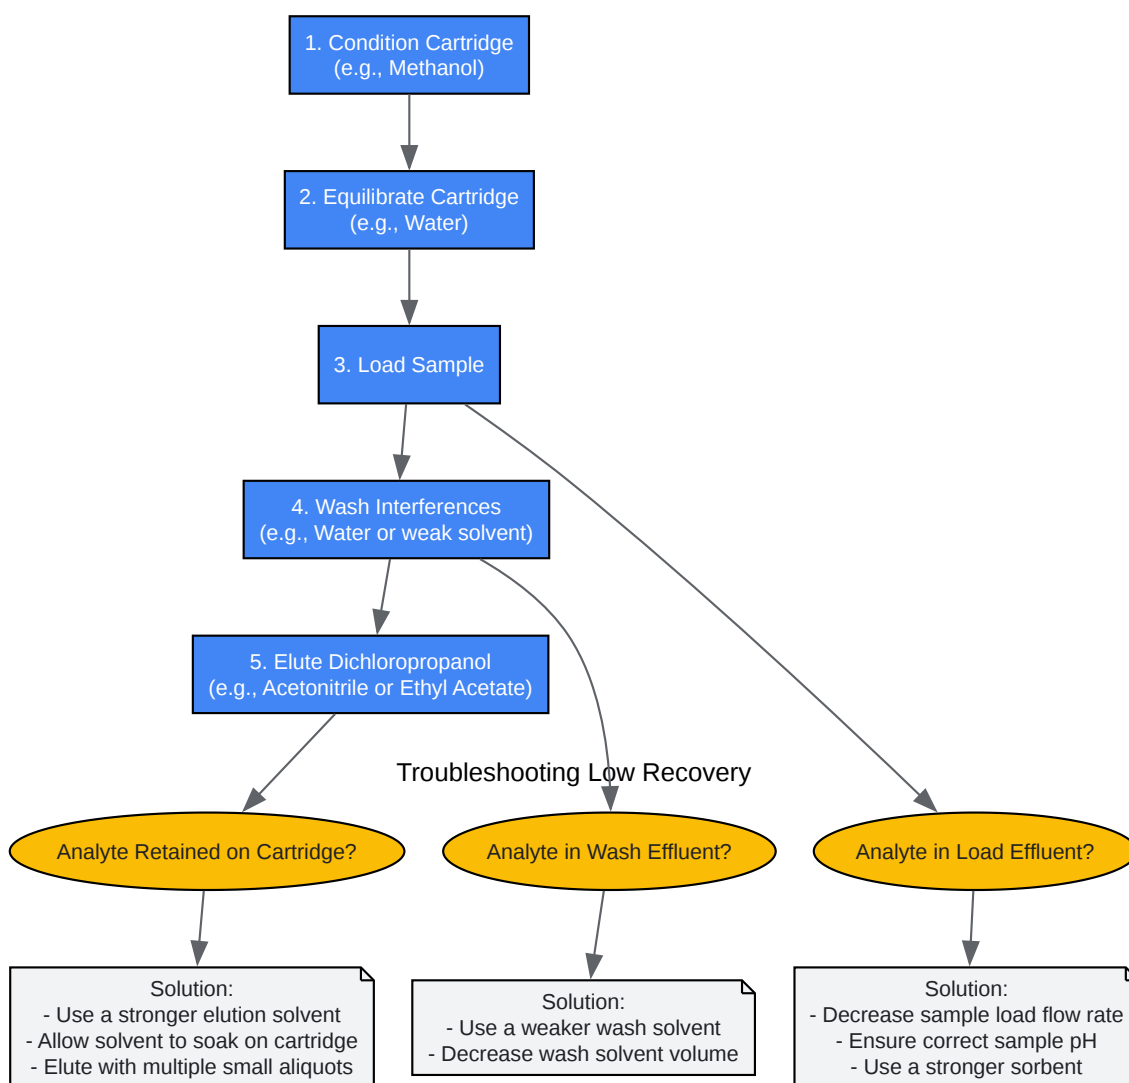 1. Condition Cartridge
(e.g., Methanol)
2. Equilibrate Cartridge
(e.g., Water)
3. Load Sample
4. Wash Interferences
(e.g., Water or weak solvent)
5. Elute Dichloropropanol
(e.g., Acetonitrile or Ethyl Acetate)
Troubleshooting Low Recovery
Analyte Retained on Cartridge?
Analyte in Wash Effluent?
Analyte in Load Effluent?
Solution:
- Use a stronger elution solvent
- Allow solvent to soak on cartridge
- Elute with multiple small aliquots
Solution:
- Use a weaker wash solvent
- Decrease wash solvent volume
Solution:
- Decrease sample load flow rate
- Ensure correct sample pH
- Use a stronger sorbent